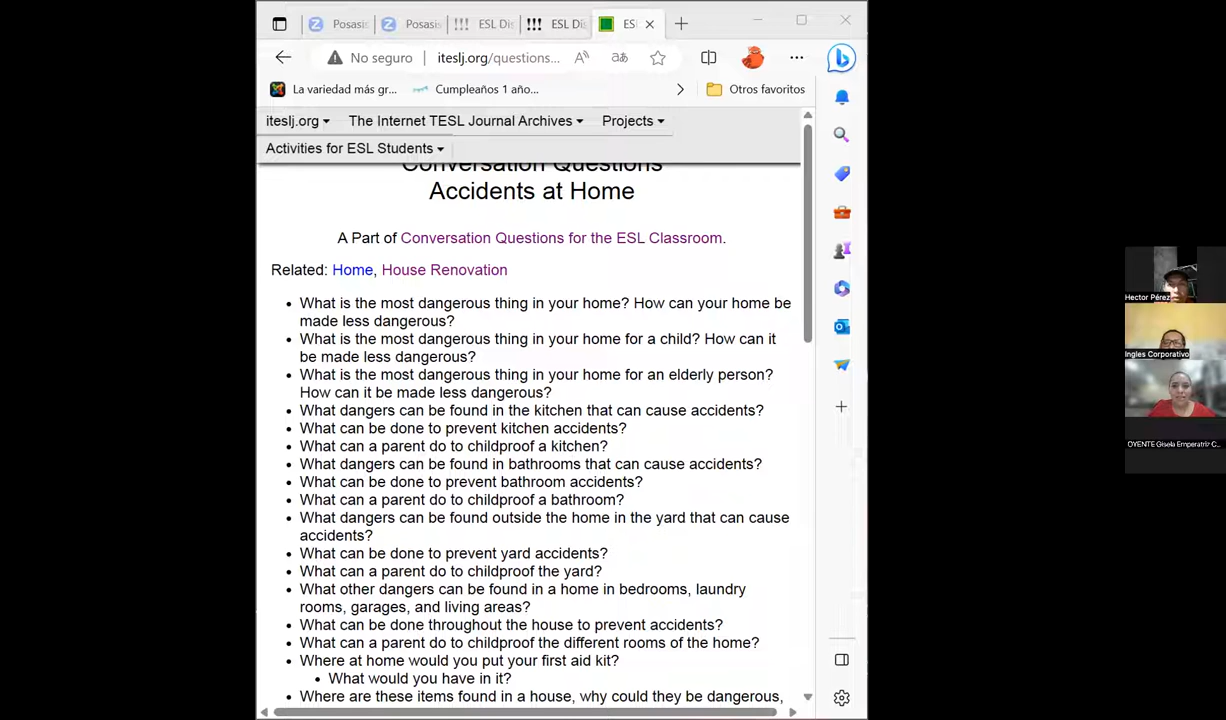 Posasis
Posasis
ESL Dis
ESL Dis
ESL
No seguro
iteslj.org/questions...
La variedad más gr...
Cumpleaños 1 año...
Otros favoritos
iteslj.org
The Internet TESL Journal Archives
Projects
Activities for ESL Students
Conversation Questions
Accidents at Home
A Part of Conversation Questions for the ESL Classroom.
Related: Home, House Renovation
What is the most dangerous thing in your home? How can your home be
made less dangerous?
What is the most dangerous thing in your home for a child? How can it
be made less dangerous?
What is the most dangerous thing in your home for an elderly person?
How can it be made less dangerous?
What dangers can be found in the kitchen that can cause accidents?
What can be done to prevent kitchen accidents?
What can a parent do to childproof a kitchen?
What dangers can be found in bathrooms that can cause accidents?
What can be done to prevent bathroom accidents?
What can a parent do to childproof a bathroom?
What dangers can be found outside the home in the yard that can cause
accidents?
What can be done to prevent yard accidents?
What can a parent do to childproof the yard?
What other dangers can be found in a home in bedrooms, laundry
rooms, garages, and living areas?
What can be done throughout the house to prevent accidents?
What can a parent do to childproof the different rooms of the home?
Where at home would you put your first aid kit?
What would you have in it?
Where are these items found in a house, why could they be dangerous,
Hector Pérez
Ingles Corporativo
OYENTE Gisela Emperatriz C...